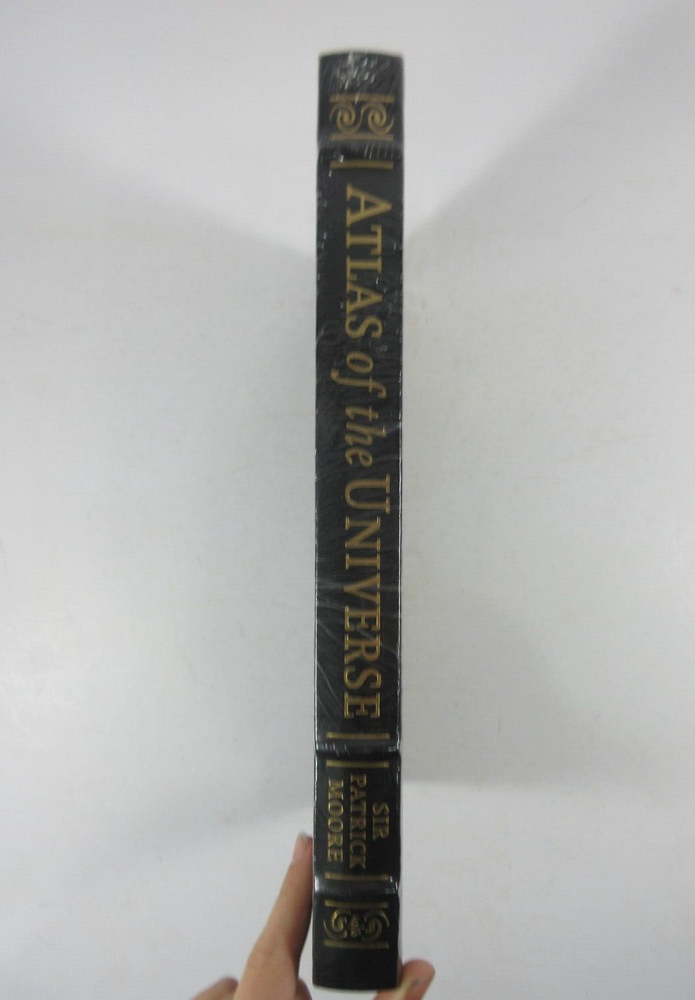 ATLAS of the UNIVERSE
SIR
PATRICK
MOORE